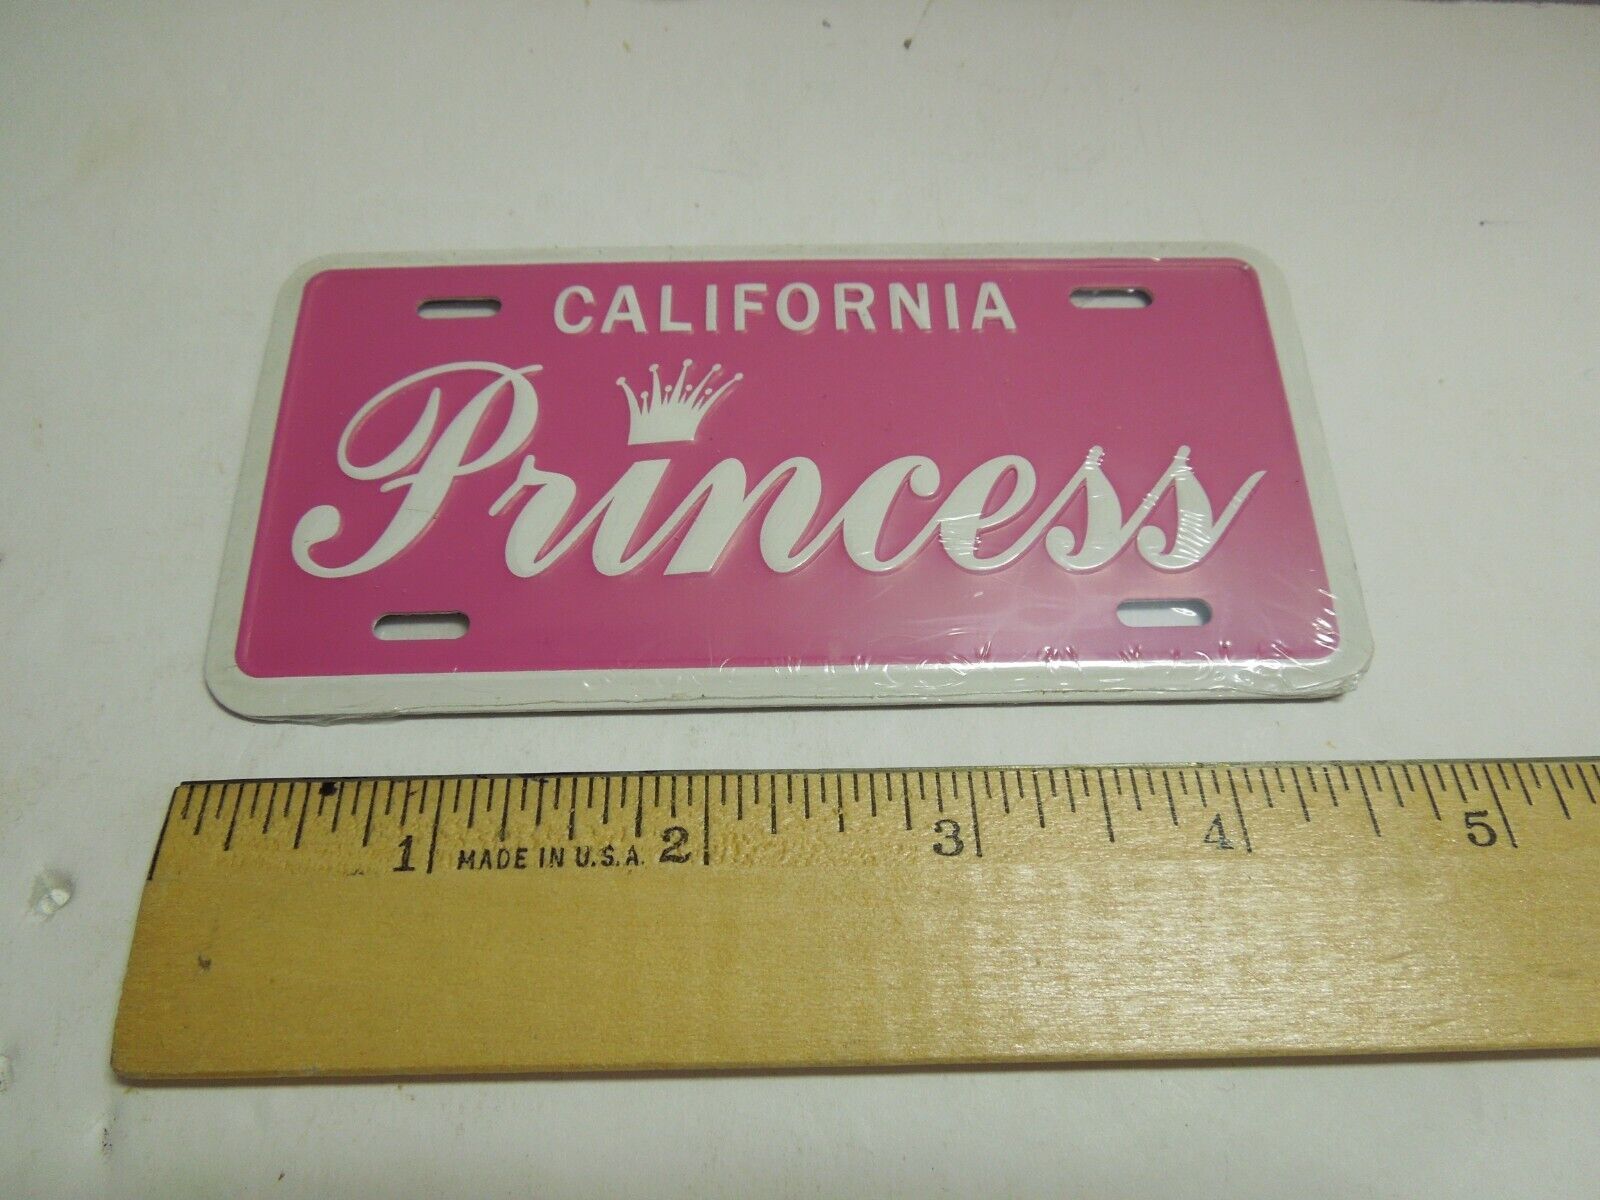 CALIFORNIA
Princess
1 MADE IN U.S.A. 2 3 4 5